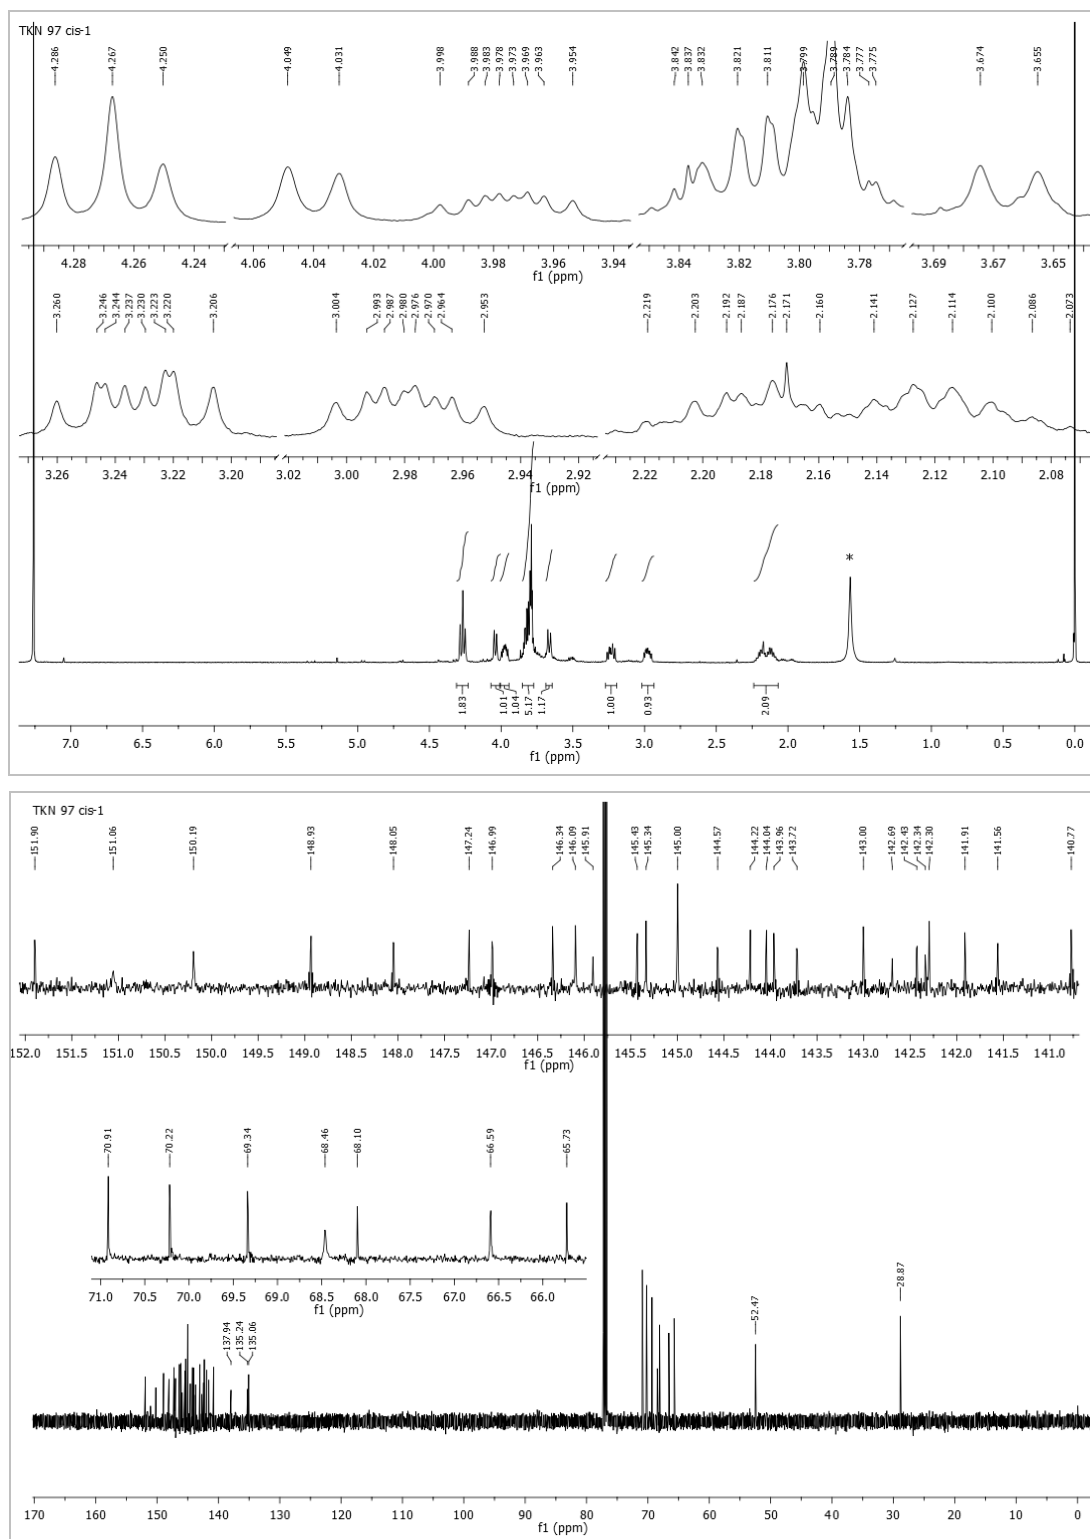 TKN 97 cis-1
4.286 4.267 4.250 4.049 4.031 3.998 3.988 3.983 3.978 3.973 3.969 3.963 3.954 3.842 3.837 3.832 3.821 3.811 3.799 3.789 3.784 3.777 3.775 3.674 3.655
4.28 4.26 4.24 4.06 4.04 4.02 4.00 3.98 3.96 3.94 3.84 3.82 3.80 3.78 3.69 3.67 3.65
f1 (ppm)
3.260 3.246 3.244 3.237 3.230 3.223 3.220 3.206 3.004 2.993 2.987 2.980 2.976 2.970 2.964 2.953 2.219 2.203 2.192 2.187 2.176 2.171 2.160 2.141 2.127 2.114 2.100 2.086 2.073
3.26 3.24 3.22 3.20 3.02 3.00 2.98 2.96 2.94 2.92 2.22 2.20 2.18 2.16 2.14 2.12 2.10 2.08
f1 (ppm)
*
1.83 1.01 1.04 5.17 1.17 1.00 0.93 2.09
7.0 6.5 6.0 5.5 5.0 4.5 4.0 3.5 3.0 2.5 2.0 1.5 1.0 0.5 0.0
f1 (ppm)
TKN 97 cis-1
151.90 151.06 150.19 148.93 148.05 147.24 146.99 146.34 146.09 145.91 145.43 145.34 145.00 144.57 144.22 144.04 143.96 143.72 143.00 142.69 142.43 142.34 142.30 141.91 141.56 140.77
152.0 151.5 151.0 150.5 150.0 149.5 149.0 148.5 148.0 147.5 147.0 146.5 146.0 145.5 145.0 144.5 144.0 143.5 143.0 142.5 142.0 141.5 141.0
f1 (ppm)
70.91 70.22 69.34 68.46 68.10 66.59 65.73
71.0 70.5 70.0 69.5 69.0 68.5 68.0 67.5 67.0 66.5 66.0
f1 (ppm)
137.94 135.24 135.06 52.47 28.87
170 160 150 140 130 120 110 100 90 80 70 60 50 40 30 20 10 0
f1 (ppm)